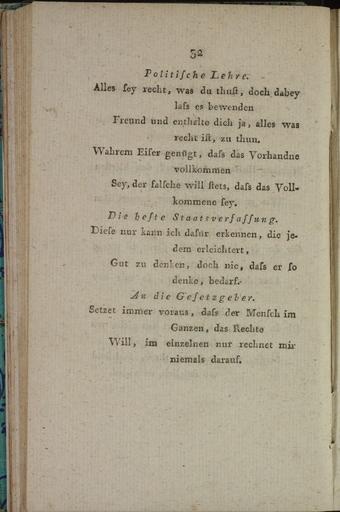 32
Politiſche Lehre.
Alles ſey recht, was du thuſt, doch dabey
laſs es bewenden
Freund und enthalte dich ja, alles was
recht iſt, zu thun.
Wahrem Eifer genügt, daſs das Vorhandne
vollkommen
Sey, der falſche will ſtets, daſs das Voll-
kommene ſey.
Die beſte Staatsverfaſſung.
Dieſe nur kann ich dafür erkennen, die je-
dem erleichtert,
Gut zu denken, doch nie, daſs er ſo
denke, bedarf.
An die Geſetzgeber.
Setzet immer voraus, daſs der Menſch im
Ganzen, das Rechte
Will, im einzelnen nur rechnet mir
niemals darauf.